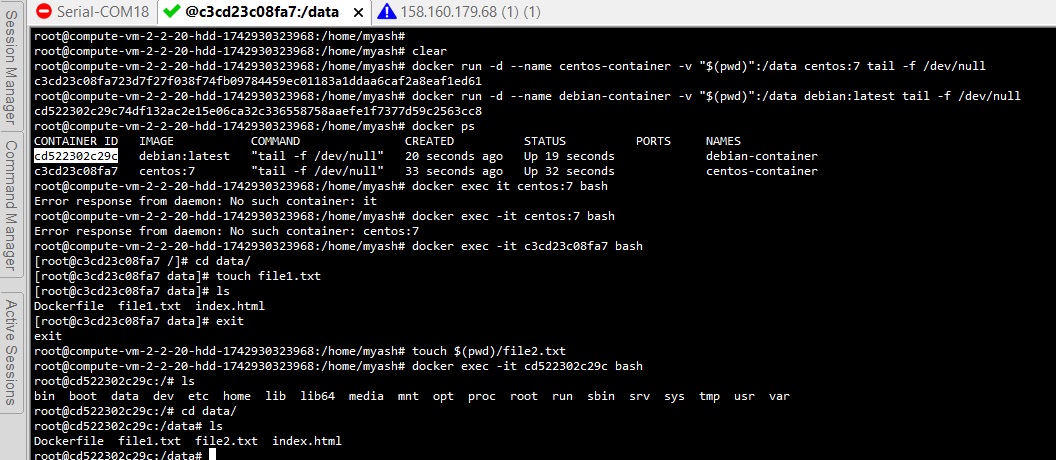 Serial-COM18
@c3cd23c08fa7:/data
158.160.179.68 (1) (1)
Session Manager
Command Manager
Active Sessions
root@compute-vm-2-2-20-hdd-1742930323968:/home/myash#
root@compute-vm-2-2-20-hdd-1742930323968:/home/myash# clear
root@compute-vm-2-2-20-hdd-1742930323968:/home/myash# docker run -d --name centos-container -v "$(pwd)":/data centos:7 tail -f /dev/null
c3cd23c08fa723d7f27f038f74fb09784459ec01183a1ddaa6caf2a8eaf1ed61
root@compute-vm-2-2-20-hdd-1742930323968:/home/myash# docker run -d --name debian-container -v "$(pwd)":/data debian:latest tail -f /dev/null
cd522302c29c74df132ac2e15e06ca32c336558758aaefe1f7377d59c2563cc8
root@compute-vm-2-2-20-hdd-1742930323968:/home/myash# docker ps
CONTAINER ID   IMAGE           COMMAND               CREATED          STATUS          PORTS     NAMES
cd522302c29c   debian:latest   "tail -f /dev/null"   20 seconds ago   Up 19 seconds             debian-container
c3cd23c08fa7   centos:7        "tail -f /dev/null"   33 seconds ago   Up 32 seconds             centos-container
root@compute-vm-2-2-20-hdd-1742930323968:/home/myash# docker exec it centos:7 bash
Error response from daemon: No such container: it
root@compute-vm-2-2-20-hdd-1742930323968:/home/myash# docker exec -it centos:7 bash
Error response from daemon: No such container: centos:7
root@compute-vm-2-2-20-hdd-1742930323968:/home/myash# docker exec -it c3cd23c08fa7 bash
[root@c3cd23c08fa7 /]# cd data/
[root@c3cd23c08fa7 data]# touch file1.txt
[root@c3cd23c08fa7 data]# ls
Dockerfile  file1.txt  index.html
[root@c3cd23c08fa7 data]# exit
exit
root@compute-vm-2-2-20-hdd-1742930323968:/home/myash# touch $(pwd)/file2.txt
root@compute-vm-2-2-20-hdd-1742930323968:/home/myash# docker exec -it cd522302c29c bash
root@cd522302c29c:/# ls
bin  boot  data  dev  etc  home  lib  lib64  media  mnt  opt  proc  root  run  sbin  srv  sys  tmp  usr  var
root@cd522302c29c:/# cd data/
root@cd522302c29c:/data# ls
Dockerfile  file1.txt  file2.txt  index.html
root@cd522302c29c:/data#